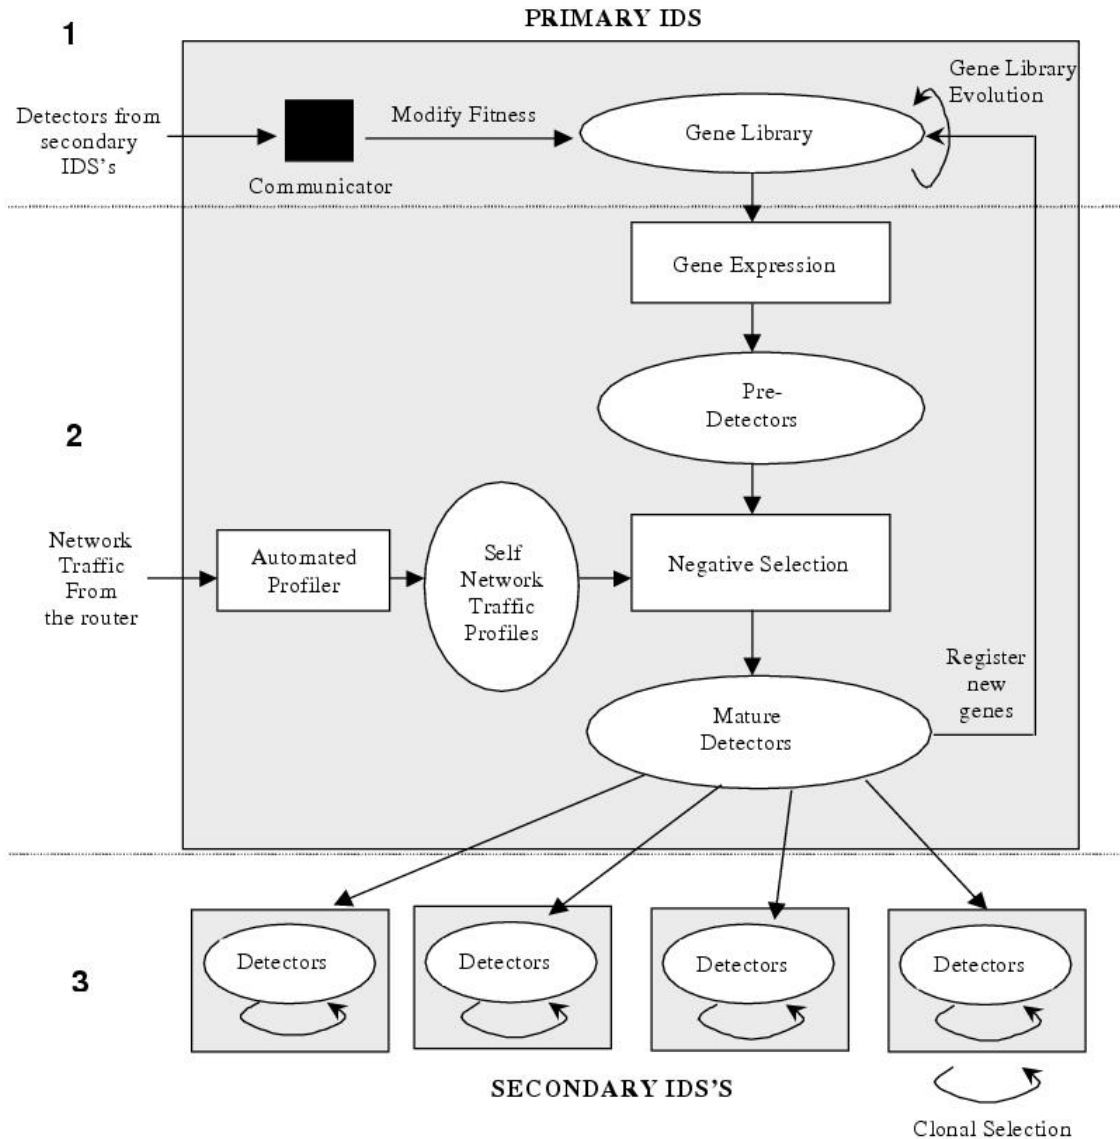 PRIMARY IDS
1
Gene Library
Evolution
Detectors from
secondary
IDS's
Modify Fitness
Gene Library
Communicator
Gene Expression
Pre-
Detectors
2
Network
Traffic
From
the router
Automated
Profiler
Self
Network
Traffic
Profiles
Negative Selection
Register
new
genes
Mature
Detectors
3
Detectors
Detectors
Detectors
Detectors
SECONDARY IDS'S
Clonal Selection